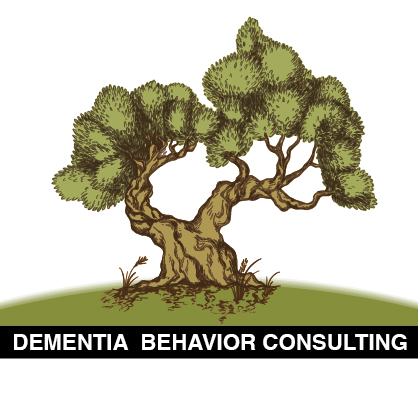 DEMENTIA BEHAVIOR CONSULTING